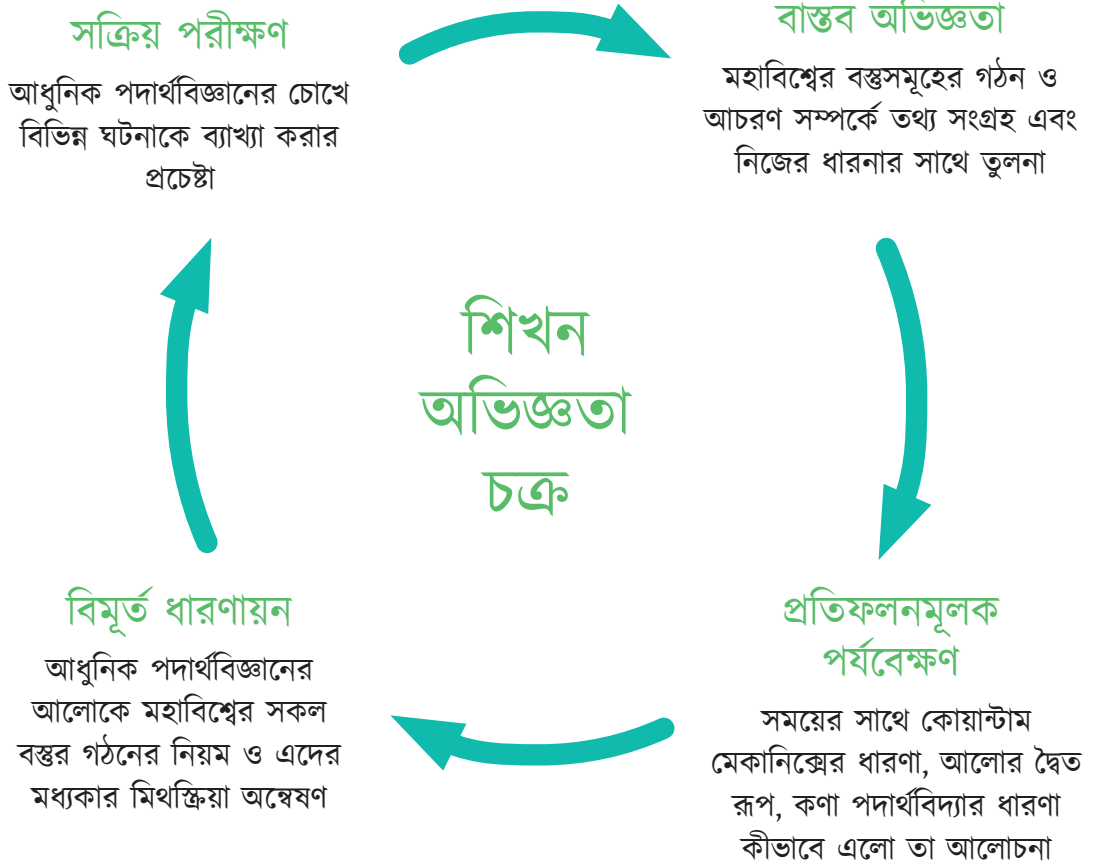 সক্রিয় পরীক্ষণ
আধুনিক পদার্থবিজ্ঞানের চোখে
বিভিন্ন ঘটনাকে ব্যাখ্যা করার
প্রচেষ্টা
বাস্তব অভিজ্ঞতা
মহাবিশ্বের বস্তুসমূহের গঠন ও
আচরণ সম্পর্কে তথ্য সংগ্রহ এবং
নিজের ধারনার সাথে তুলনা
শিখন
অভিজ্ঞতা
চক্র
বিমূর্ত ধারণায়ন
আধুনিক পদার্থবিজ্ঞানের
আলোকে মহাবিশ্বের সকল
বস্তুর গঠনের নিয়ম ও এদের
মধ্যকার মিথস্ক্রিয়া অন্বেষণ
প্রতিফলনমূলক
পর্যবেক্ষণ
সময়ের সাথে কোয়ান্টাম
মেকানিক্সের ধারণা, আলোর দ্বৈত
রূপ, কণা পদার্থবিদ্যার ধারণা
কীভাবে এলো তা আলোচনা